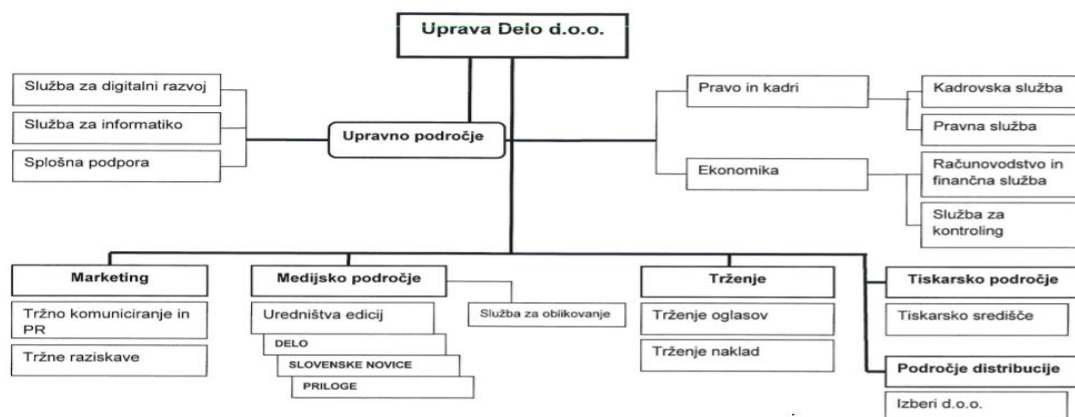 Uprava Delo d.o.o.
Služba za digitalni razvoj
Služba za informatiko
Splošna podpora
Upravno področje
Pravo in kadri
Ekonomika
Kadrovska služba
Pravna služba
Računovodstvo in
finančna služba
Služba za
kontroling
Marketing
Tržno komuniciranje in
PR
Tržne raziskave
Medijsko področje
Uredništva edicij
DELO
SLOVENSKE NOVICE
PRILOGE
Služba za oblikovanje
Trženje
Trženje oglasov
Trženje naklad
Tiskarsko področje
Tiskarsko središče
Področje distribucije
Izberi d.o.o.